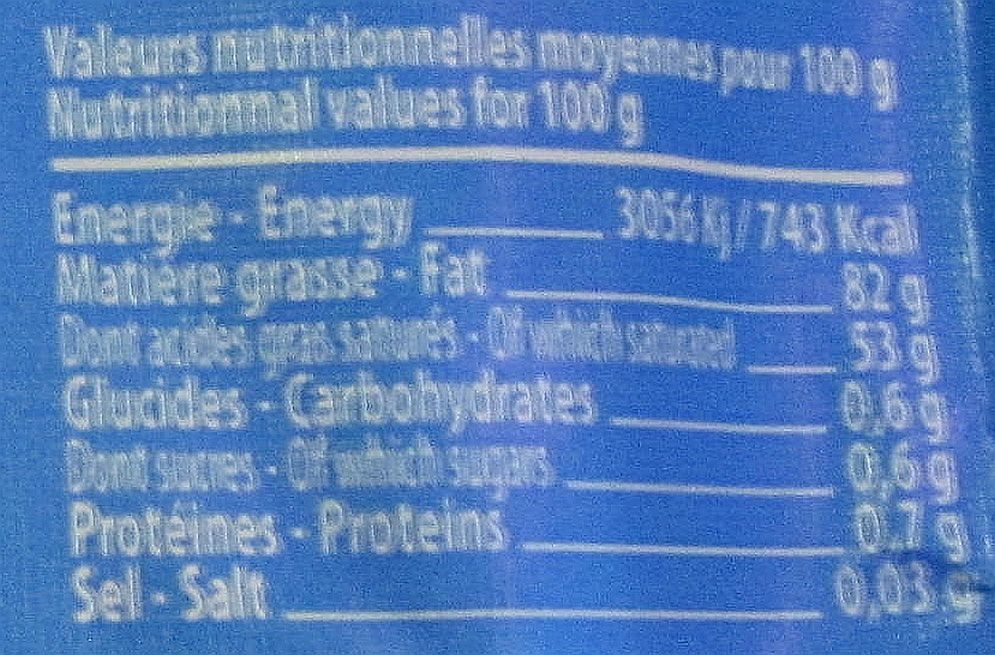 Valeurs nutritionnelles moyennes pour 100 g
Nutritionnal values for 100 g
Energie - Energy 3056 Kj / 743 Kcal
Matière grasse - Fat 82 g
Dont acides gras saturés - Of which saturated 53 g
Glucides - Carbohydrates 0,6 g
Dont sucres - Of which sugars 0,6 g
Protéines - Proteins 0,7 g
Sel - Salt 0,03 g